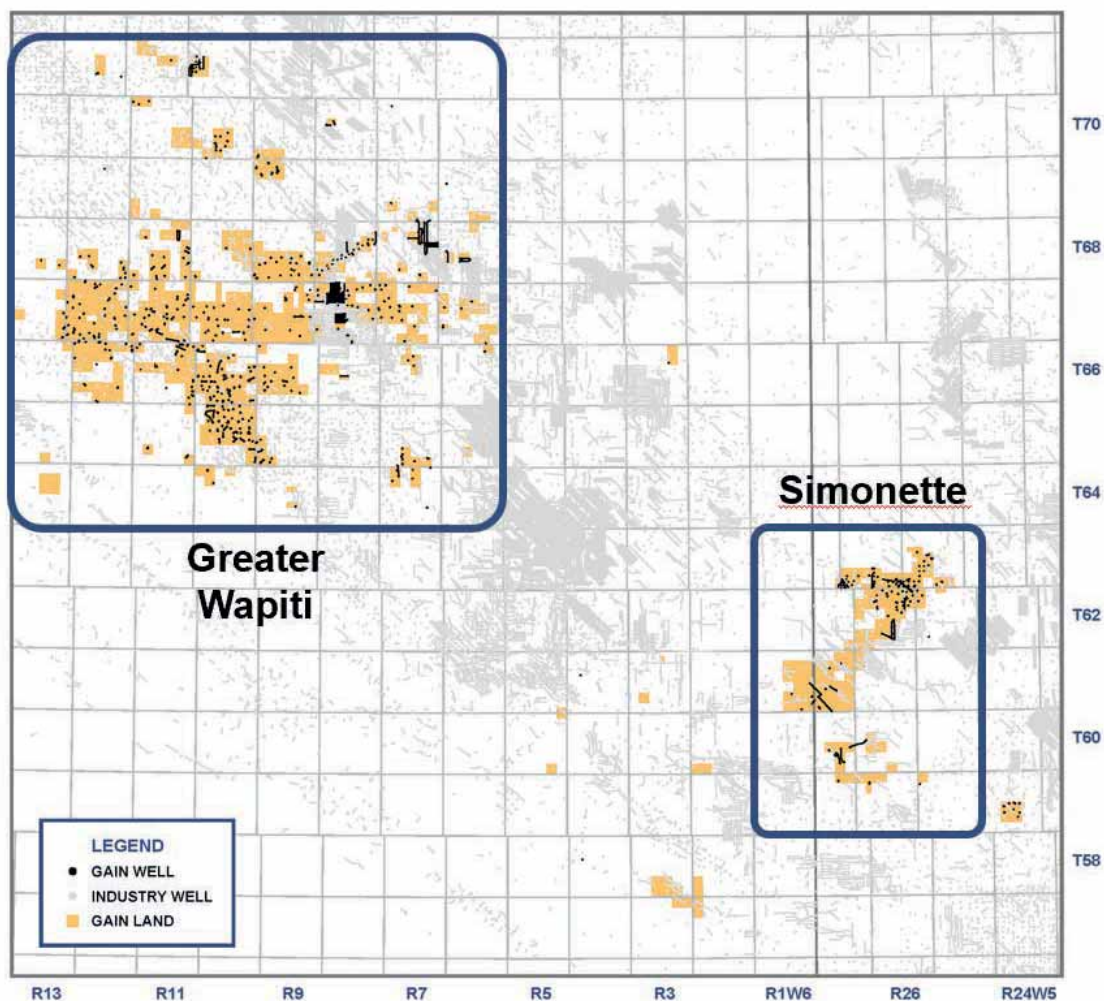 T70
T68
T66
T64
Simonette
Greater
Wapiti
T62
T60
T58
LEGEND
GAIN WELL
INDUSTRY WELL
GAIN LAND
R13 R11 R9 R7 R5 R3 R1W6 R26 R24W5